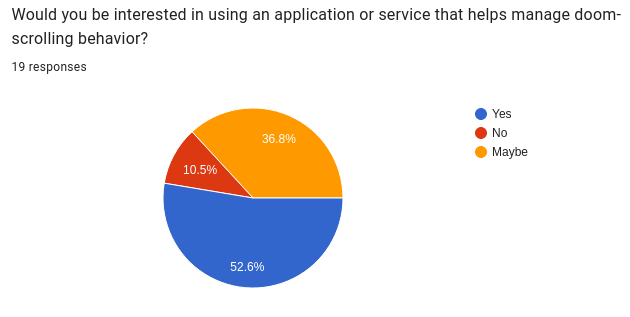 Would you be interested in using an application or service that helps manage doom-
scrolling behavior?
19 responses
Yes
No
Maybe
36.8%
10.5%
52.6%